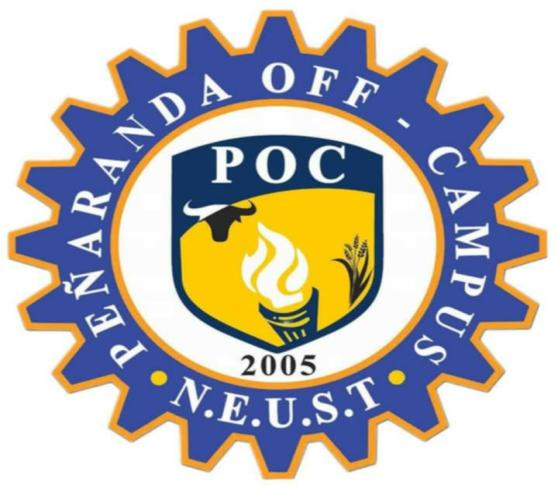 PEÑARANDA OFF - CAMPUS
POC
2005
N.E.U.S.T